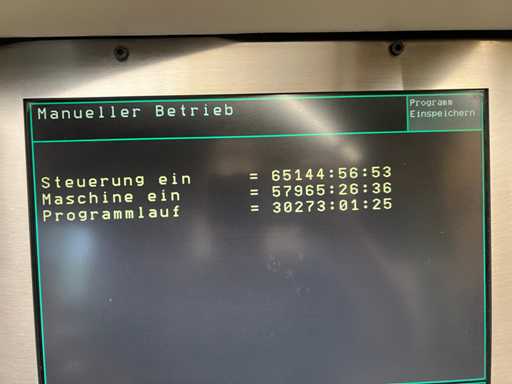 Manueller Betrieb
Programm
Einspeichern
Steuerung ein = 65144:56:53
Maschine ein = 57965:26:36
Programmlauf = 30273:01:25